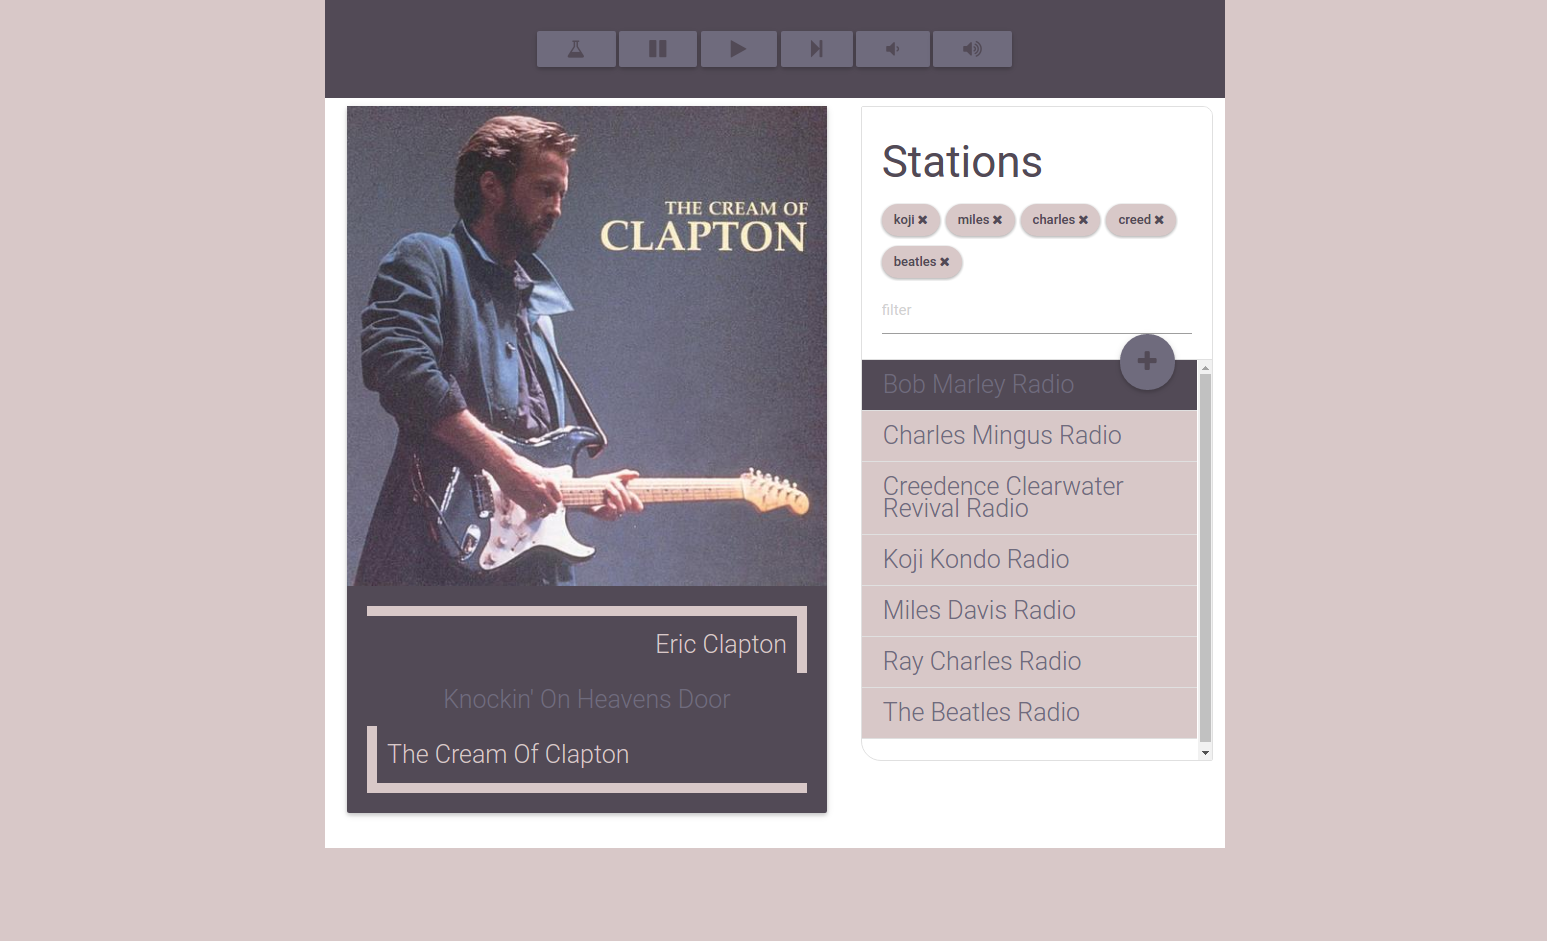 THE CREAM OF
CLAPTON
Eric Clapton
Knockin' On Heavens Door
The Cream Of Clapton
Stations
koji ✖ miles ✖ charles ✖ creed ✖
beatles ✖
filter
Bob Marley Radio
Charles Mingus Radio
Creedence Clearwater
Revival Radio
Koji Kondo Radio
Miles Davis Radio
Ray Charles Radio
The Beatles Radio